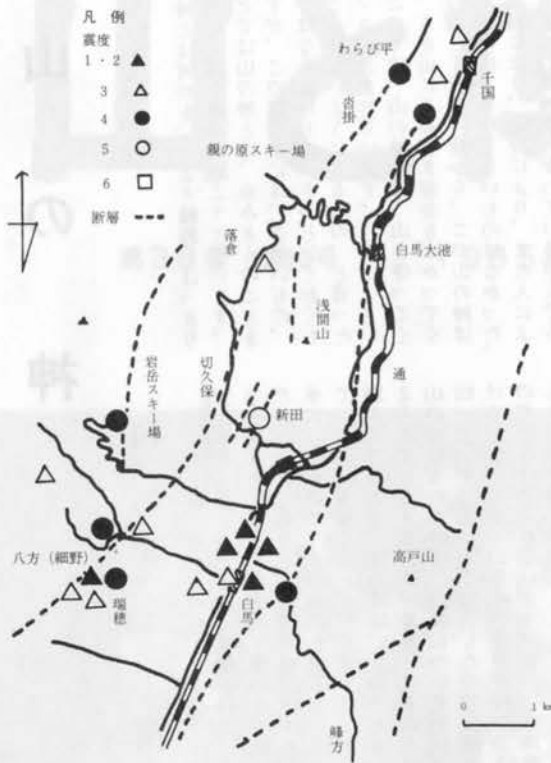 凡 例
震度
1・2
3
4
5
6
断層
わらび平
千国
沓掛
親の原スキー場
落倉
白馬大池
浅間山
通
岩岳スキー場
切久保
新田
八方（細野）
瑞穂
白馬
高戸山
峰方
0 1 km
山
の
神